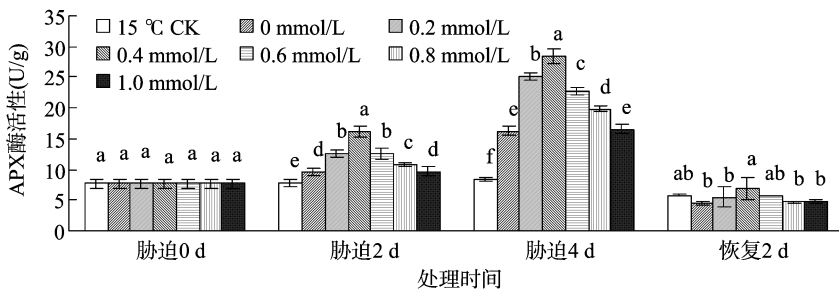 35
30
25
20
15
10
5
0
APX酶活性(U/g)
15 ℃ CK 0 mmol/L 0.2 mmol/L
0.4 mmol/L 0.6 mmol/L 0.8 mmol/L
1.0 mmol/L
a a a a a a a
e d b a b c d
f e b a c d e
ab b b a ab b b
胁迫0 d 胁迫2 d 胁迫4 d 恢复2 d
处理时间